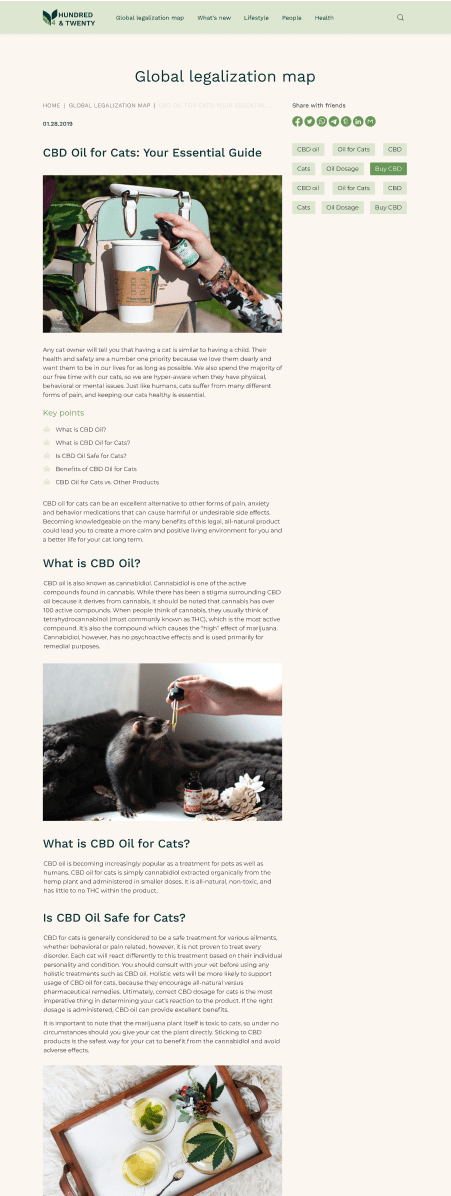 HUNDRED
& TWENTY
Global legalization map What's new Lifestyle People Health
Global legalization map
HOME | GLOBAL LEGALIZATION MAP | CBD OIL FOR CATS: YOUR ESSENTIAL ...
Share with friends
01.28.2019
CBD Oil for Cats: Your Essential Guide
CBD oil Oil for Cats CBD
Cats Oil Dosage Buy CBD
CBD oil Oil for Cats CBD
Cats Oil Dosage Buy CBD
Any cat owner will tell you that having a cat is similar to having a child. Their
health and safety are a number one priority because we love them dearly and
want them to be in our lives for as long as possible. We also spend the majority of
our free time with our cats, so we are hyper-aware when they have physical,
behavioral or mental issues. Just like humans, cats suffer from many different
forms of pain, and keeping our cats healthy is essential.
Key points
What is CBD Oil?
What is CBD Oil for Cats?
Is CBD Oil Safe for Cats?
Benefits of CBD Oil for Cats
CBD Oil for Cats vs. Other Products
CBD oil for cats can be an excellent alternative to other forms of pain, anxiety
and behavior medications that can cause harmful or undesirable side effects.
Becoming knowledgeable on the many benefits of this legal, all-natural product
could lead you to create a more calm and positive living environment for you and
a better life for your cat long term.
What is CBD Oil?
CBD oil is also known as cannabidiol. Cannabidiol is one of the active
compounds found in cannabis. While there has been a stigma surrounding CBD
oil because it derives from cannabis, it should be noted that cannabis has over
100 active compounds. When people think of cannabis, they usually think of
tetrahydrocannabinol (most commonly known as THC), which is the most active
compound. It's also the compound which causes the "high" effect of marijuana.
Cannabidiol, however, has no psychoactive effects and is used primarily for
remedial purposes.
What is CBD Oil for Cats?
CBD oil is becoming increasingly popular as a treatment for pets as well as
humans. CBD oil for cats is simply cannabidiol extracted organically from the
hemp plant and administered in smaller doses. It is all-natural, non-toxic, and
has little to no THC within the product.
Is CBD Oil Safe for Cats?
CBD for cats is generally considered to be a safe treatment for various ailments,
whether behavioral or pain related, however, it is not proven to treat every
disorder. Each cat will react differently to this treatment based on their individual
personality and condition. You should consult with your vet before using any
holistic treatments such as CBD oil. Holistic vets will be more likely to support
usage of CBD oil for cats, because they encourage all-natural versus
pharmaceutical remedies. Ultimately, correct CBD dosage for cats is the most
imperative thing in determining your cat's reaction to the product. If the right
dosage is administered, CBD oil can provide excellent benefits.
It is important to note that the marijuana plant itself is toxic to cats, so under no
circumstances should you give your cat the plant directly. Sticking to CBD
products is the safest way for your cat to benefit from the cannabidiol and avoid
adverse effects.